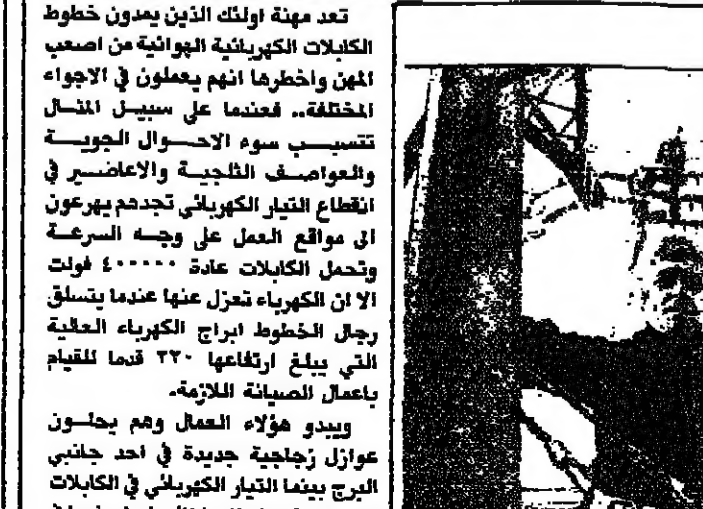 تعد مهنة اولئك الذين يمدون خطوط
الكابلات الكهربائية الهوائية من اصعب
المهن واخطرها انهم يعملون في الاجواء
المختلفة.. فعندما على سبيل المثال
تتسبب سوء الاحوال الجوية
والعواصف الثلجية والاعاصير في
انقطاع التيار الكهربائي تجدهم يهرعون
الى مواقع العمل على وجه السرعة
وتحمل الكابلات عادة ٤٠٠٠٠٠ فولت
الا ان الكهرباء تعزل عنها عندما يتسلق
رجال الخطوط ابراج الكهرباء العالية
التي يبلغ ارتفاعها ٣٣٠ قدما للقيام
باعمال الصيانة اللازمة.
ويبدو هؤلاء العمال وهم يحلون
عوازل زجاجية جديدة في احد جانبي
البرج بينما التيار الكهربائي في الكابلات